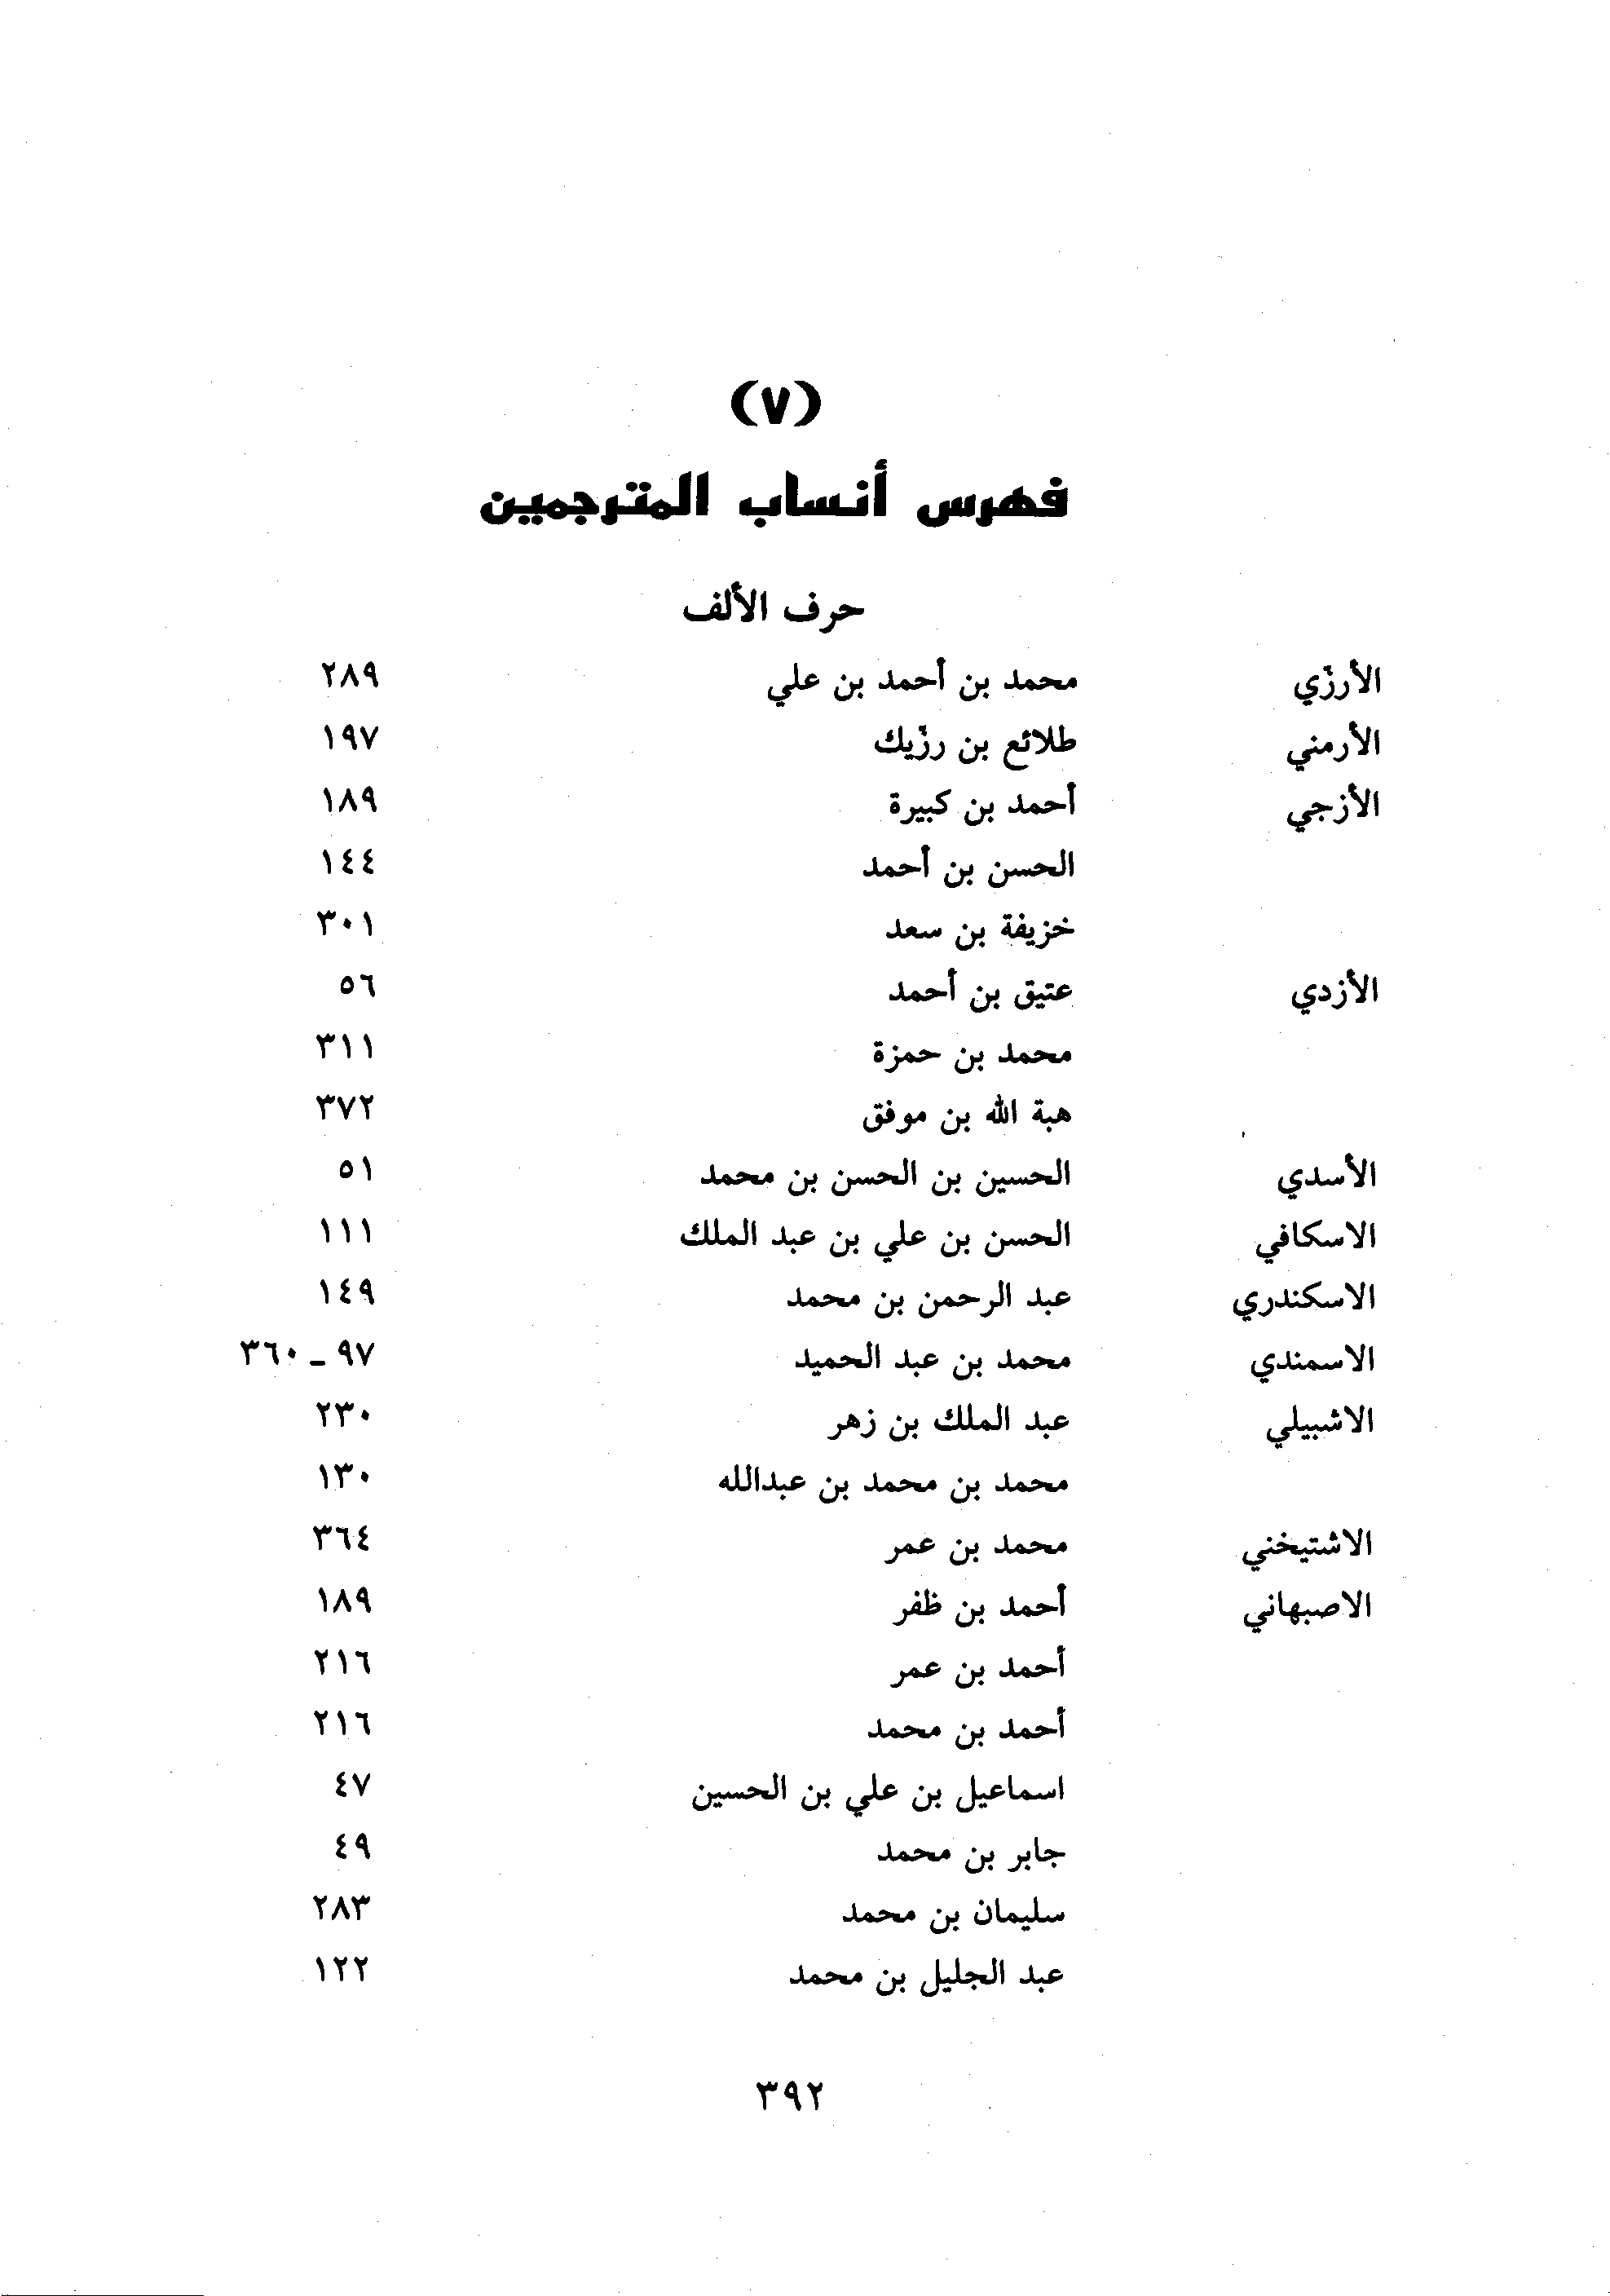 (٧)
فهرس أنساب المترجمين
حرف الألف
الأرزّي محمد بن أحمد بن علي ٢٨٩
الأرمني طلائع بن رزّيك ١٩٧
الأزجي أحمد بن كبيرة ١٨٩
الحسن بن أحمد ١٤٤
خزيفة بن سعد ٣٠١
الأزدي عتيق بن أحمد ٥٦
محمد بن حمزة ٣١١
هبة الله بن موفق ٣٧٢
الأسدي الحسين بن الحسن بن محمد ٥١
الاسكافي الحسن بن علي بن عبد الملك ١١١
الاسكندري عبد الرحمن بن محمد ١٤٩
الاسمندي محمد بن عبد الحميد ٩٧ ـ ٣٦٠
الاشبيلي عبد الملك بن زهر ٢٣٠
محمد بن محمد بن عبدالله ١٣٠
الاشتيخني محمد بن عمر ٣٦٤
الاصبهاني أحمد بن ظفر ١٨٩
أحمد بن عمر ٢١٦
أحمد بن محمد ٢١٦
اسماعيل بن علي بن الحسين ٤٧
جابر بن محمد ٤٩
سليمان بن محمد ٢٨٣
عبد الجليل بن محمد ١٢٢
٣٩٢